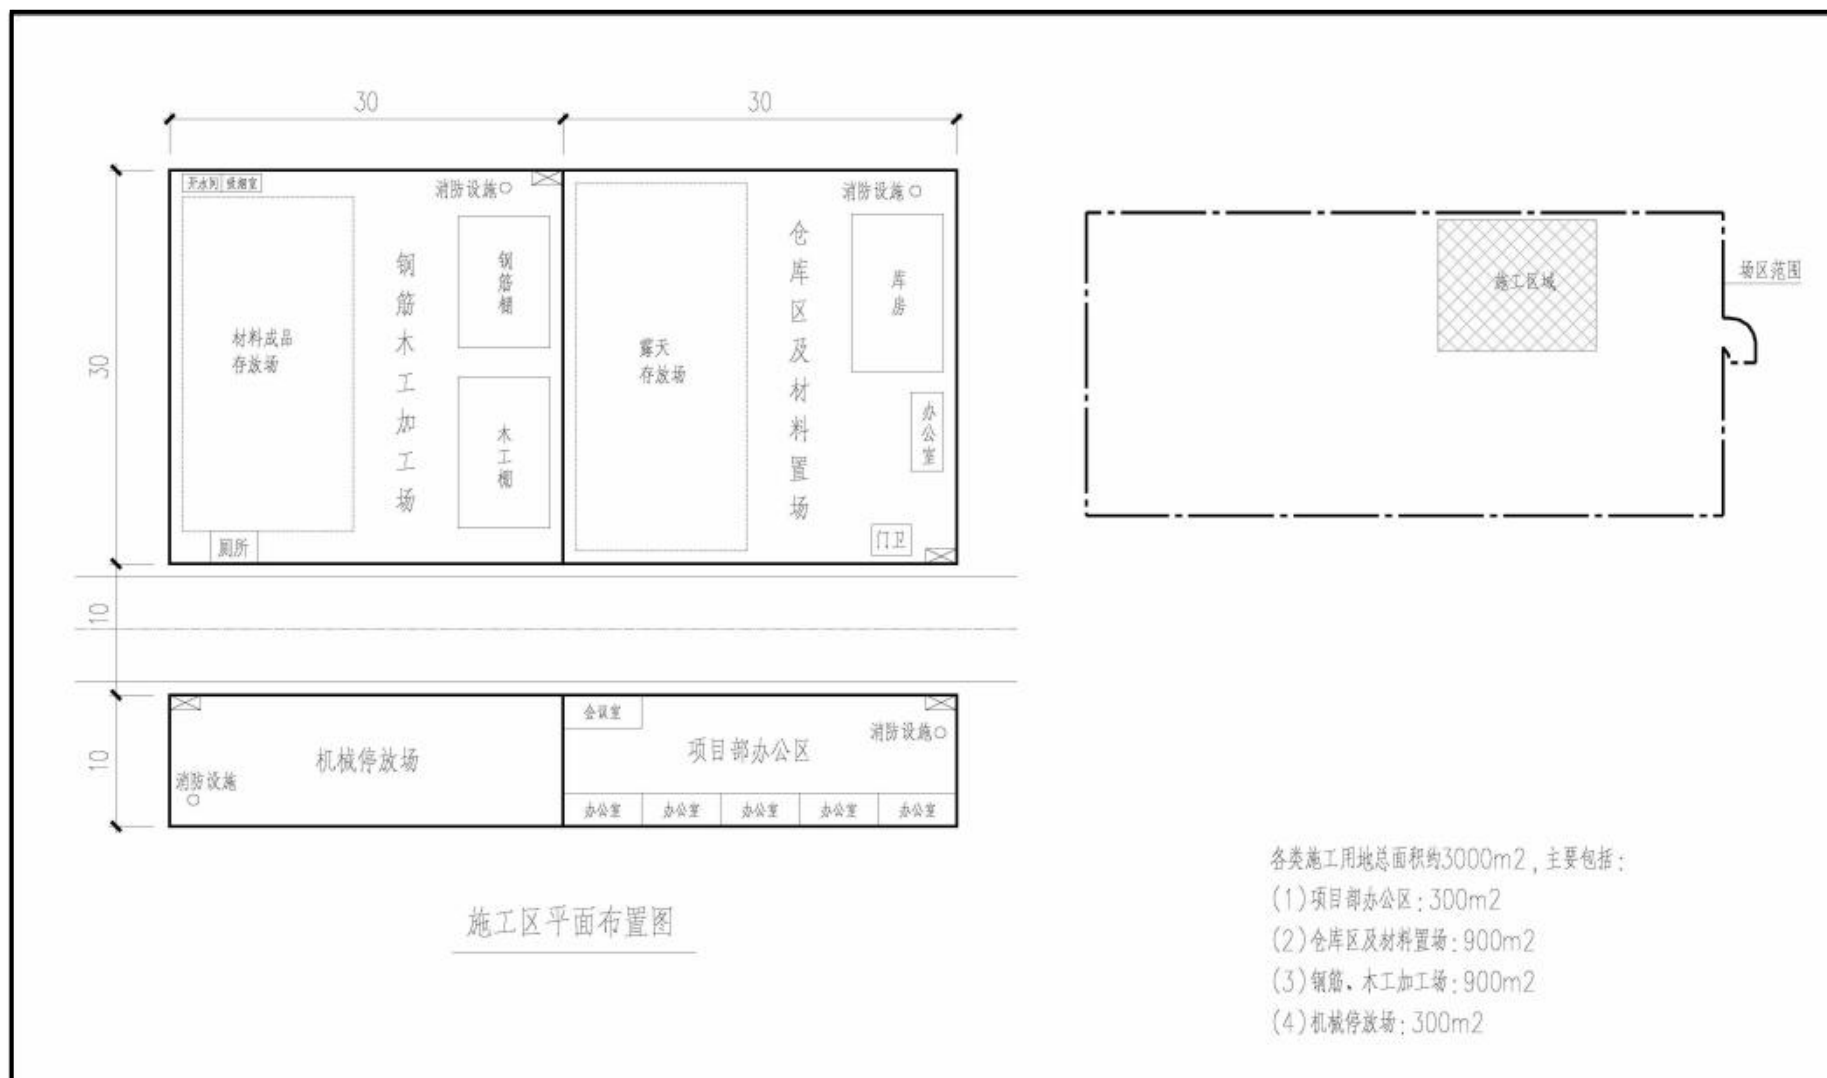 30
30
开水间
吸烟室
消防设施
消防设施
钢筋木工加工场
钢筋棚
木工棚
材料成品
存放场
厕所
仓库区及材料置场
露天
存放场
库房
办公室
门卫
30
10
10
会议室
消防设施
机械停放场
项目部办公区
消防设施
办公室
办公室
办公室
办公室
办公室
施工区平面布置图
施工区域
场区范围
各类施工用地总面积约3000m2，主要包括：
(1)项目部办公区：300m2
(2)仓库区及材料置场：900m2
(3)钢筋、木工加工场：900m2
(4)机械停放场：300m2